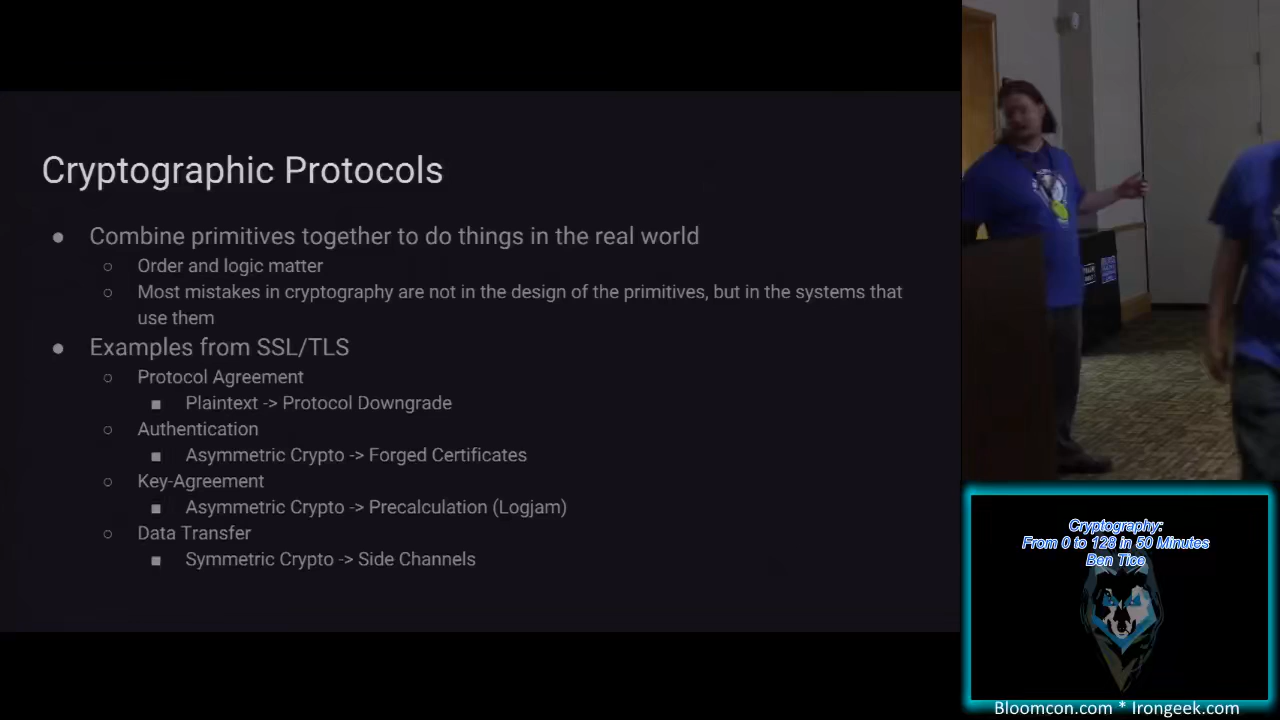 Cryptographic Protocols
● Combine primitives together to do things in the real world
○ Order and logic matter
○ Most mistakes in cryptography are not in the design of the primitives, but in the systems that
use them
● Examples from SSL/TLS
○ Protocol Agreement
■ Plaintext -> Protocol Downgrade
○ Authentication
■ Asymmetric Crypto -> Forged Certificates
○ Key-Agreement
■ Asymmetric Crypto -> Precalculation (Logjam)
○ Data Transfer
■ Symmetric Crypto -> Side Channels
Cryptography:
From 0 to 128 in 50 Minutes
Ben Tice
Bloomcon.com * Irongeek.com